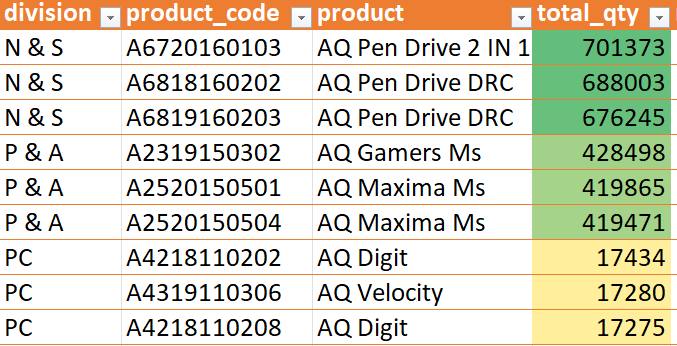 division product_code product total_qty
N & S A6720160103 AQ Pen Drive 2 IN 1 701373
N & S A6818160202 AQ Pen Drive DRC 688003
N & S A6819160203 AQ Pen Drive DRC 676245
P & A A2319150302 AQ Gamers Ms 428498
P & A A2520150501 AQ Maxima Ms 419865
P & A A2520150504 AQ Maxima Ms 419471
PC A4218110202 AQ Digit 17434
PC A4319110306 AQ Velocity 17280
PC A4218110208 AQ Digit 17275